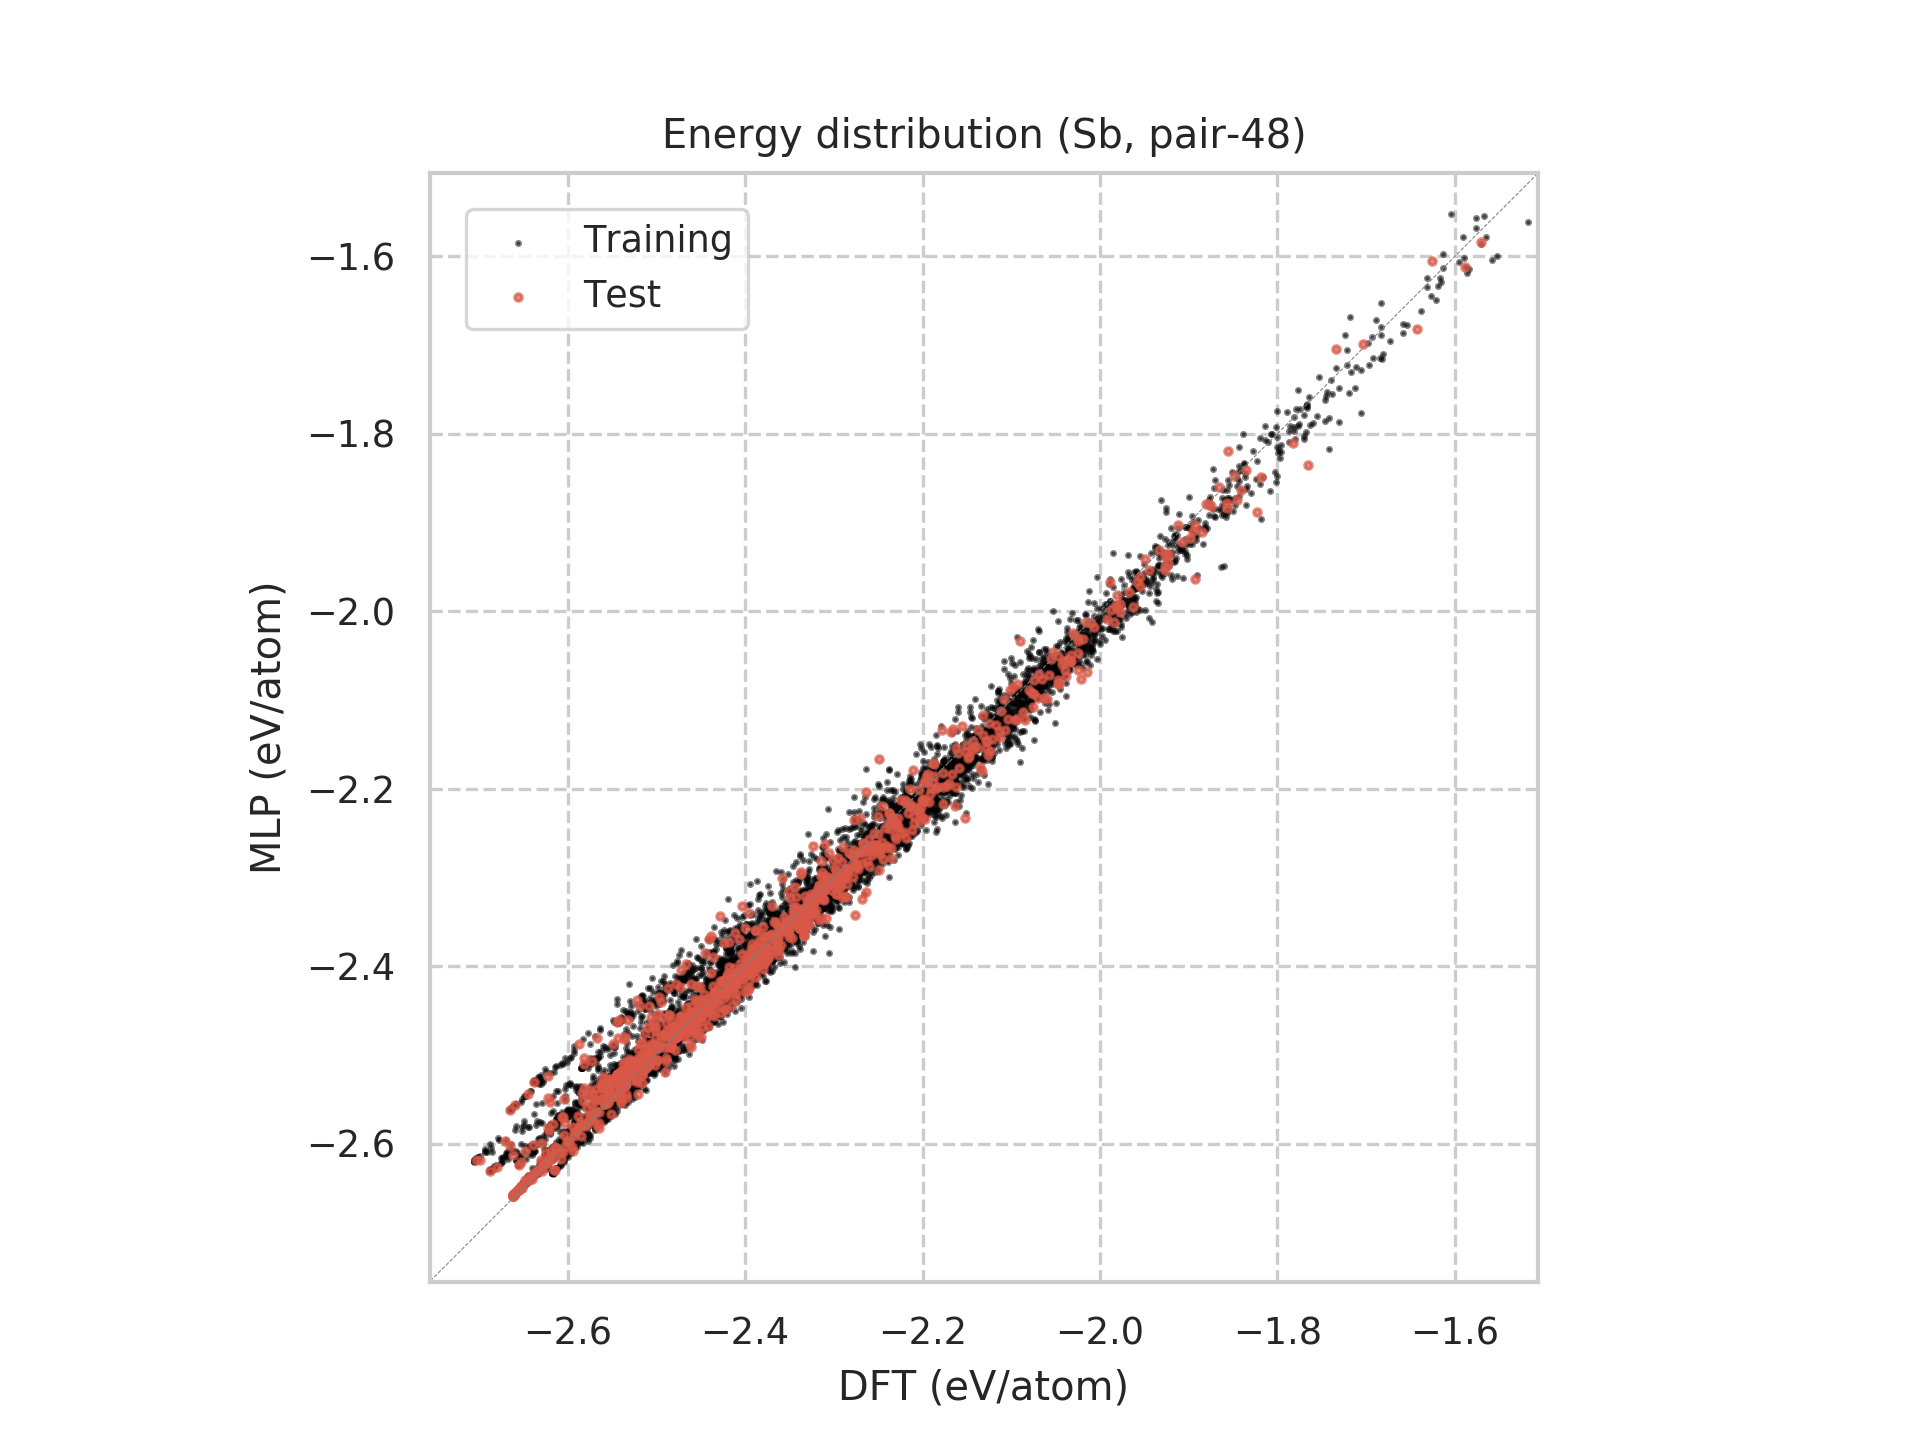 Energy distribution (Sb, pair-48)
Training
Test
−1.6
−1.8
−2.0
−2.2
−2.4
−2.6
MLP (eV/atom)
−2.6 −2.4 −2.2 −2.0 −1.8 −1.6
DFT (eV/atom)